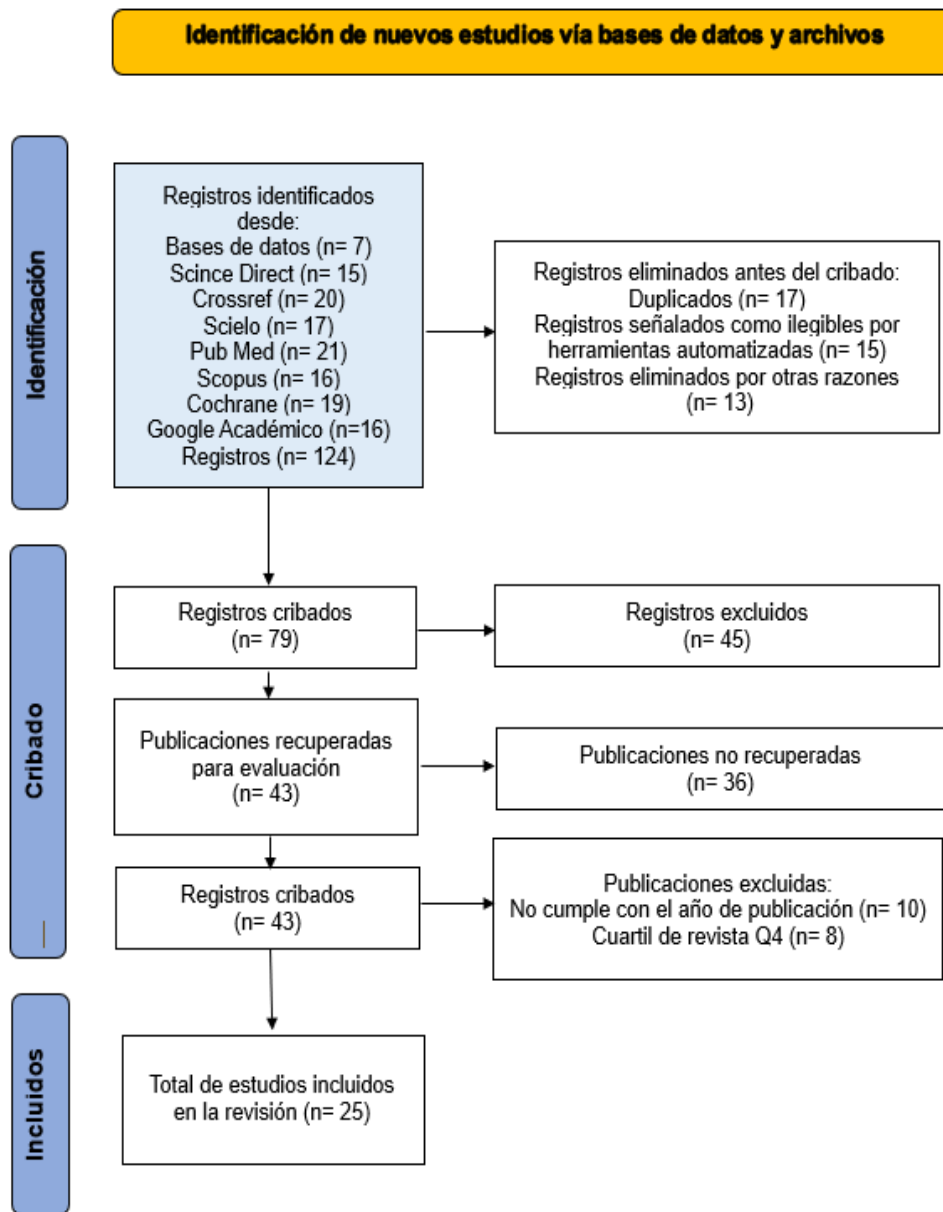 Identificación de nuevos estudios vía bases de datos y archivos
Identificación
Registros identificados
desde:
Bases de datos (n= 7)
Scince Direct (n= 15)
Crossref (n= 20)
Scielo (n= 17)
Pub Med (n= 21)
Scopus (n= 16)
Cochrane (n= 19)
Google Académico (n=16)
Registros (n= 124)
Registros eliminados antes del cribado:
Duplicados (n= 17)
Registros señalados como ilegibles por
herramientas automatizadas (n= 15)
Registros eliminados por otras razones
(n= 13)
Cribado
Registros cribados
(n= 79)
Registros excluidos
(n= 45)
Publicaciones recuperadas
para evaluación
(n= 43)
Publicaciones no recuperadas
(n= 36)
Registros cribados
(n= 43)
Publicaciones excluidas:
No cumple con el año de publicación (n= 10)
Cuartil de revista Q4 (n= 8)
Incluidos
Total de estudios incluidos
en la revisión (n= 25)